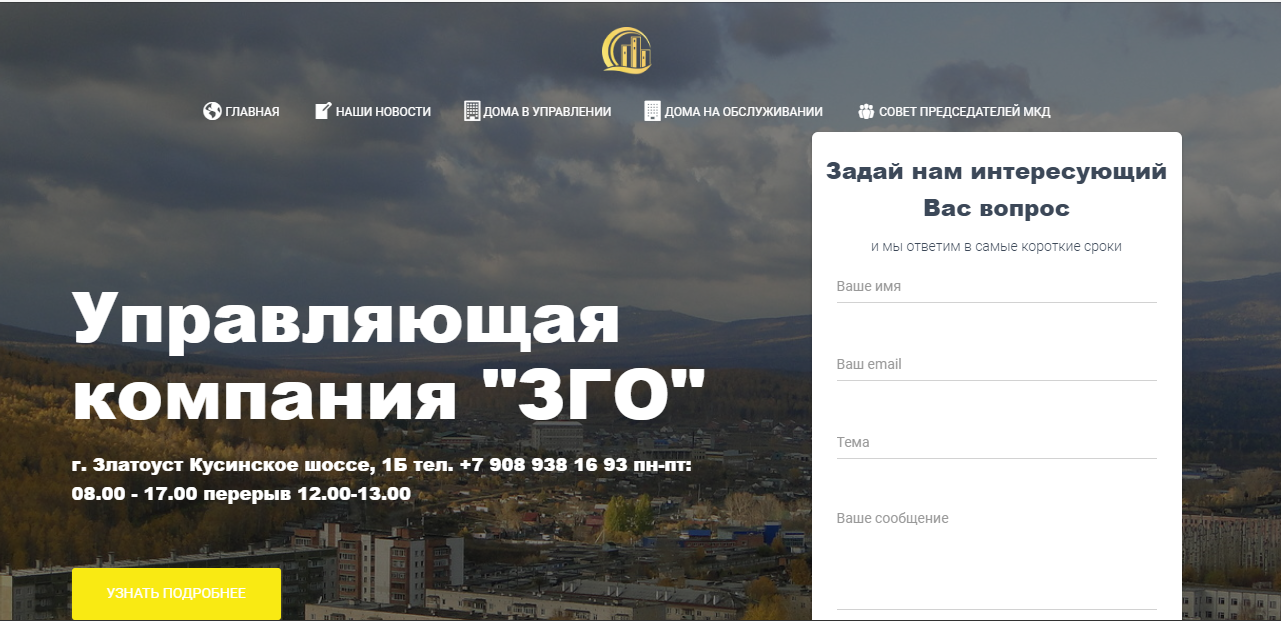 ГЛАВНАЯ
НАШИ НОВОСТИ
ДОМА В УПРАВЛЕНИИ
ДОМА НА ОБСЛУЖИВАНИИ
СОВЕТ ПРЕДСЕДАТЕЛЕЙ МКД
Управляющая
компания "ЗГО"
г. Златоуст Кусинское шоссе, 1Б тел. +7 908 938 16 93 пн-пт:
08.00 - 17.00 перерыв 12.00-13.00
УЗНАТЬ ПОДРОБНЕЕ
Задай нам интересующий
Вас вопрос
и мы ответим в самые короткие сроки
Ваше имя
Ваш email
Тема
Ваше сообщение